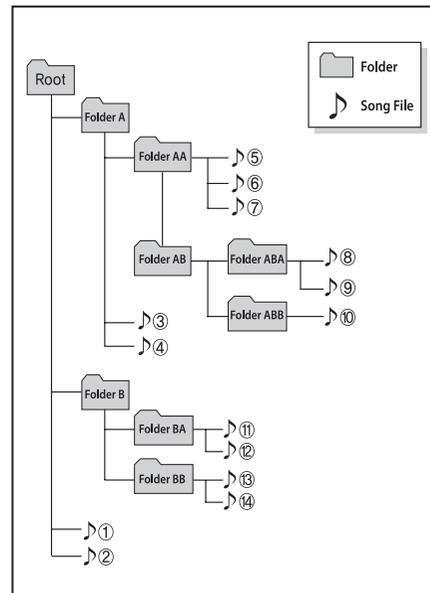 Root
Folder
Song File
Folder A
Folder AA
⑤
⑥
⑦
Folder AB
Folder ABA
⑧
⑨
Folder ABB
⑩
③
④
Folder B
Folder BA
⑪
⑫
Folder BB
⑬
⑭
①
②